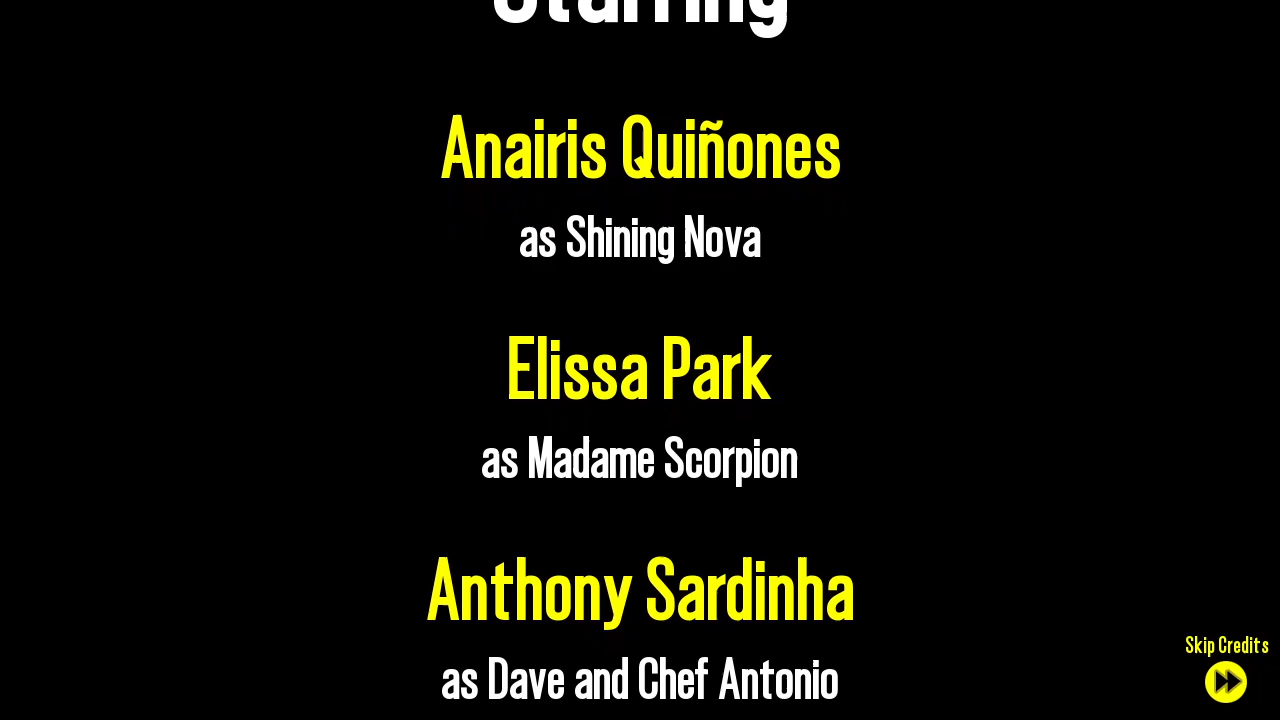 Starring
Anairis Quiñones
as Shining Nova
Elissa Park
as Madame Scorpion
Anthony Sardinha
as Dave and Chef Antonio
Skip Credits